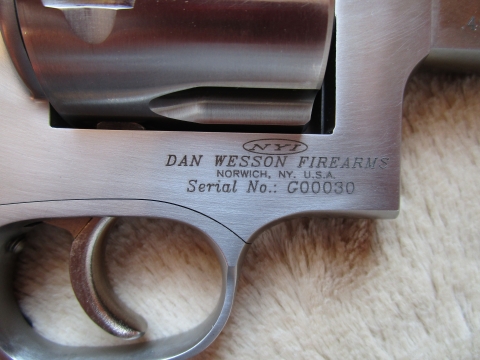 NYI
DAN WESSON FIREARMS
NORWICH, NY. U.S.A.
Serial No.: G00030